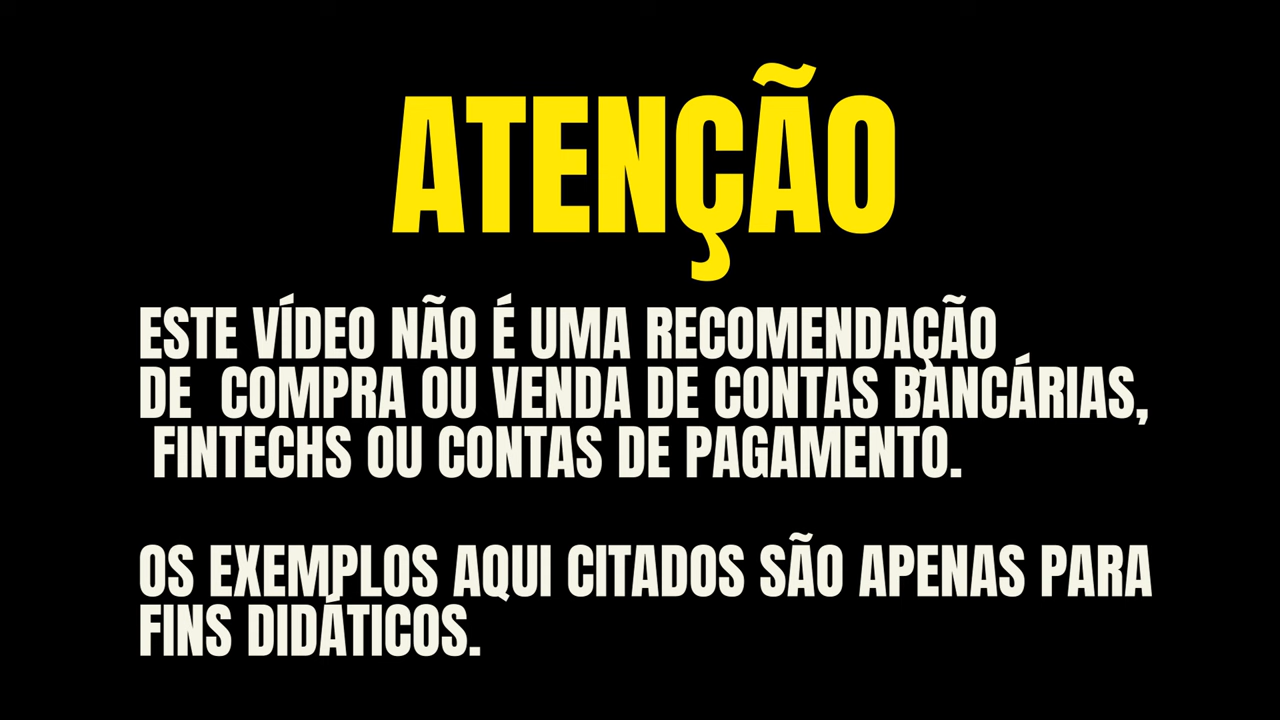 ATENÇÃO
ESTE VÍDEO NÃO É UMA RECOMENDAÇÃO
DE COMPRA OU VENDA DE CONTAS BANCÁRIAS,
FINTECHS OU CONTAS DE PAGAMENTO.
OS EXEMPLOS AQUI CITADOS SÃO APENAS PARA
FINS DIDÁTICOS.